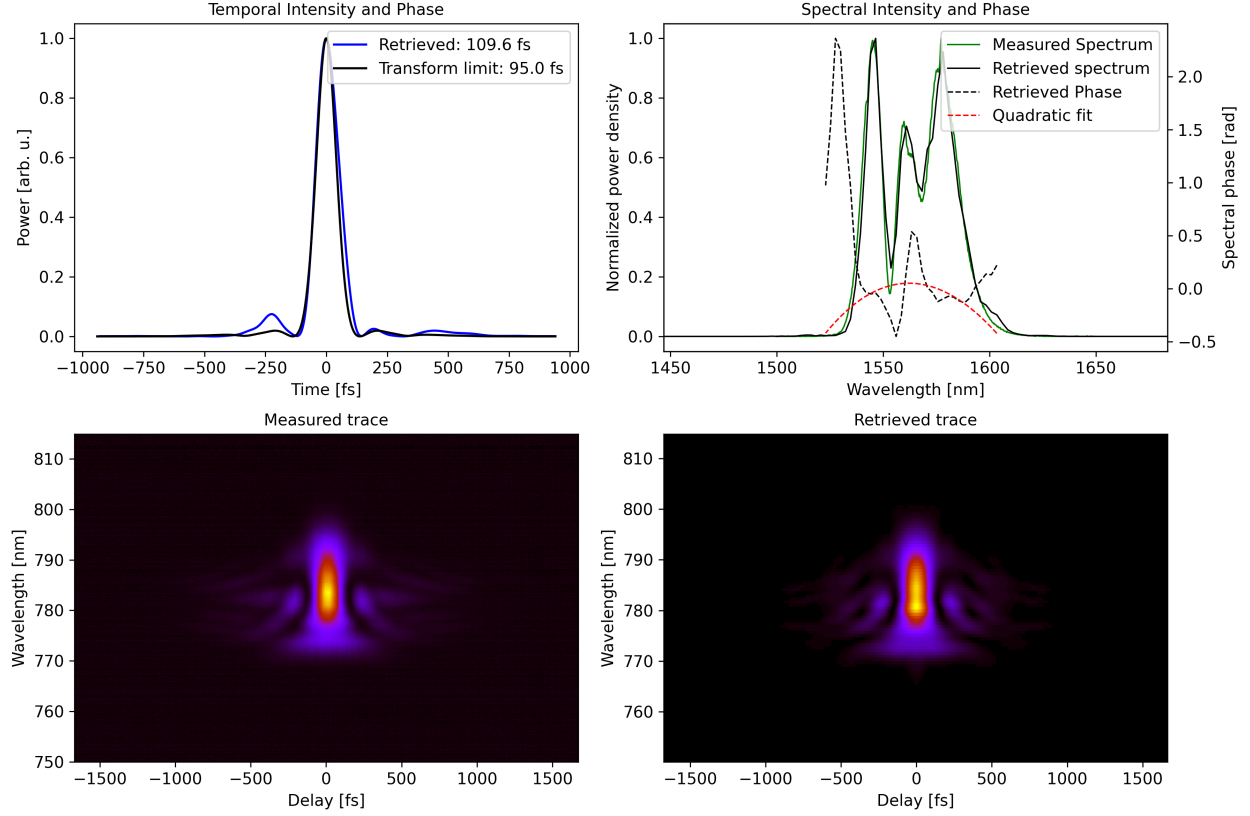 Temporal Intensity and Phase
Power [arb. u.]
1.0
0.8
0.6
0.4
0.2
0.0
Retrieved: 109.6 fs
Transform limit: 95.0 fs
−1000 −750 −500 −250 0 250 500 750 1000
Time [fs]
Spectral Intensity and Phase
Normalized power density
1.0
0.8
0.6
0.4
0.2
0.0
Measured Spectrum
Retrieved spectrum
Retrieved Phase
Quadratic fit
2.0
1.5
1.0
0.5
0.0
−0.5
Spectral phase [rad]
1450 1500 1550 1600 1650
Wavelength [nm]
Measured trace
Wavelength [nm]
810
800
790
780
770
760
750
−1500 −1000 −500 0 500 1000 1500
Delay [fs]
Retrieved trace
Wavelength [nm]
810
800
790
780
770
760
−1500 −1000 −500 0 500 1000 1500
Delay [fs]